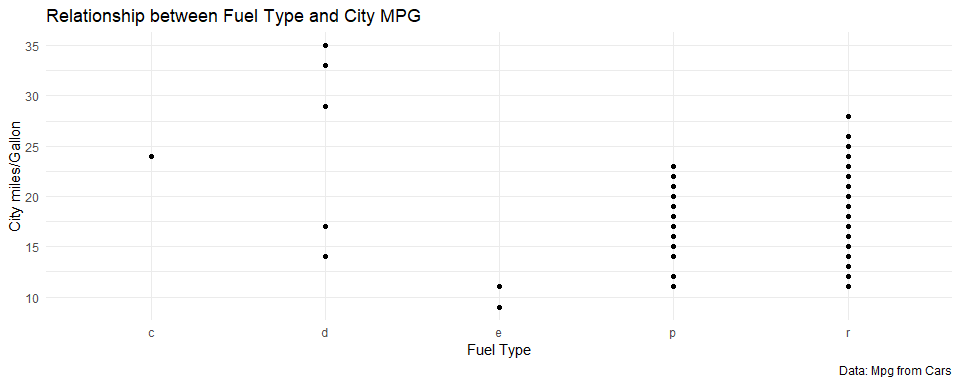 Relationship between Fuel Type and City MPG
City miles/Gallon
35
30
25
20
15
10
c d e p r
Fuel Type
Data: Mpg from Cars